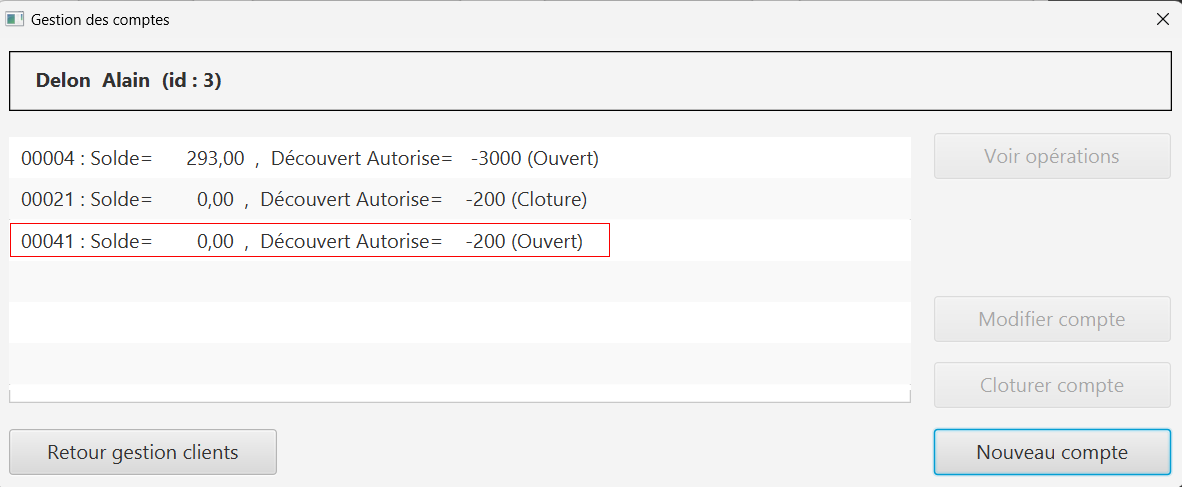 Gestion des comptes
Delon Alain (id : 3)
00004 : Solde= 293,00 , Découvert Autorise= -3000 (Ouvert)
00021 : Solde= 0,00 , Découvert Autorise= -200 (Cloture)
00041 : Solde= 0,00 , Découvert Autorise= -200 (Ouvert)
Voir opérations
Modifier compte
Cloturer compte
Retour gestion clients
Nouveau compte